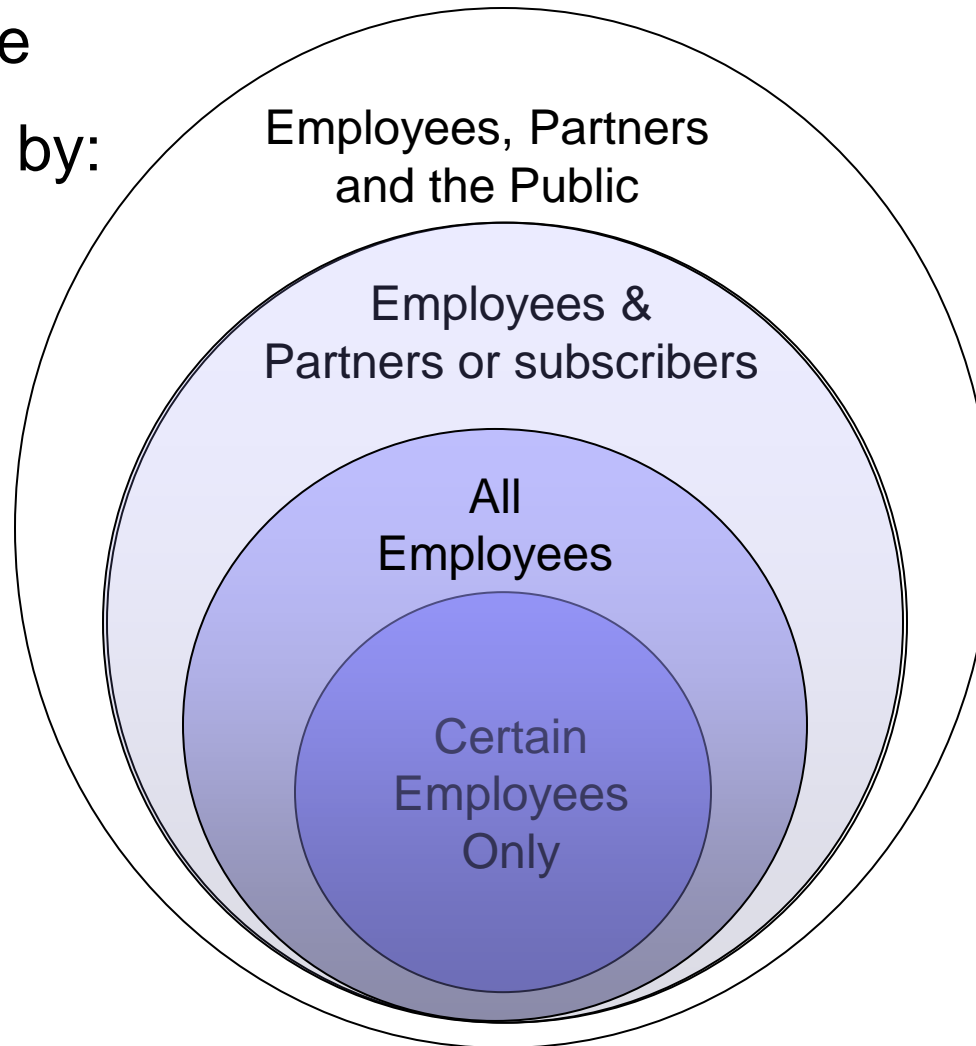 e
by:
Employees, Partners
and the Public
Employees &
Partners or subscribers
All
Employees
Certain
Employees
Only